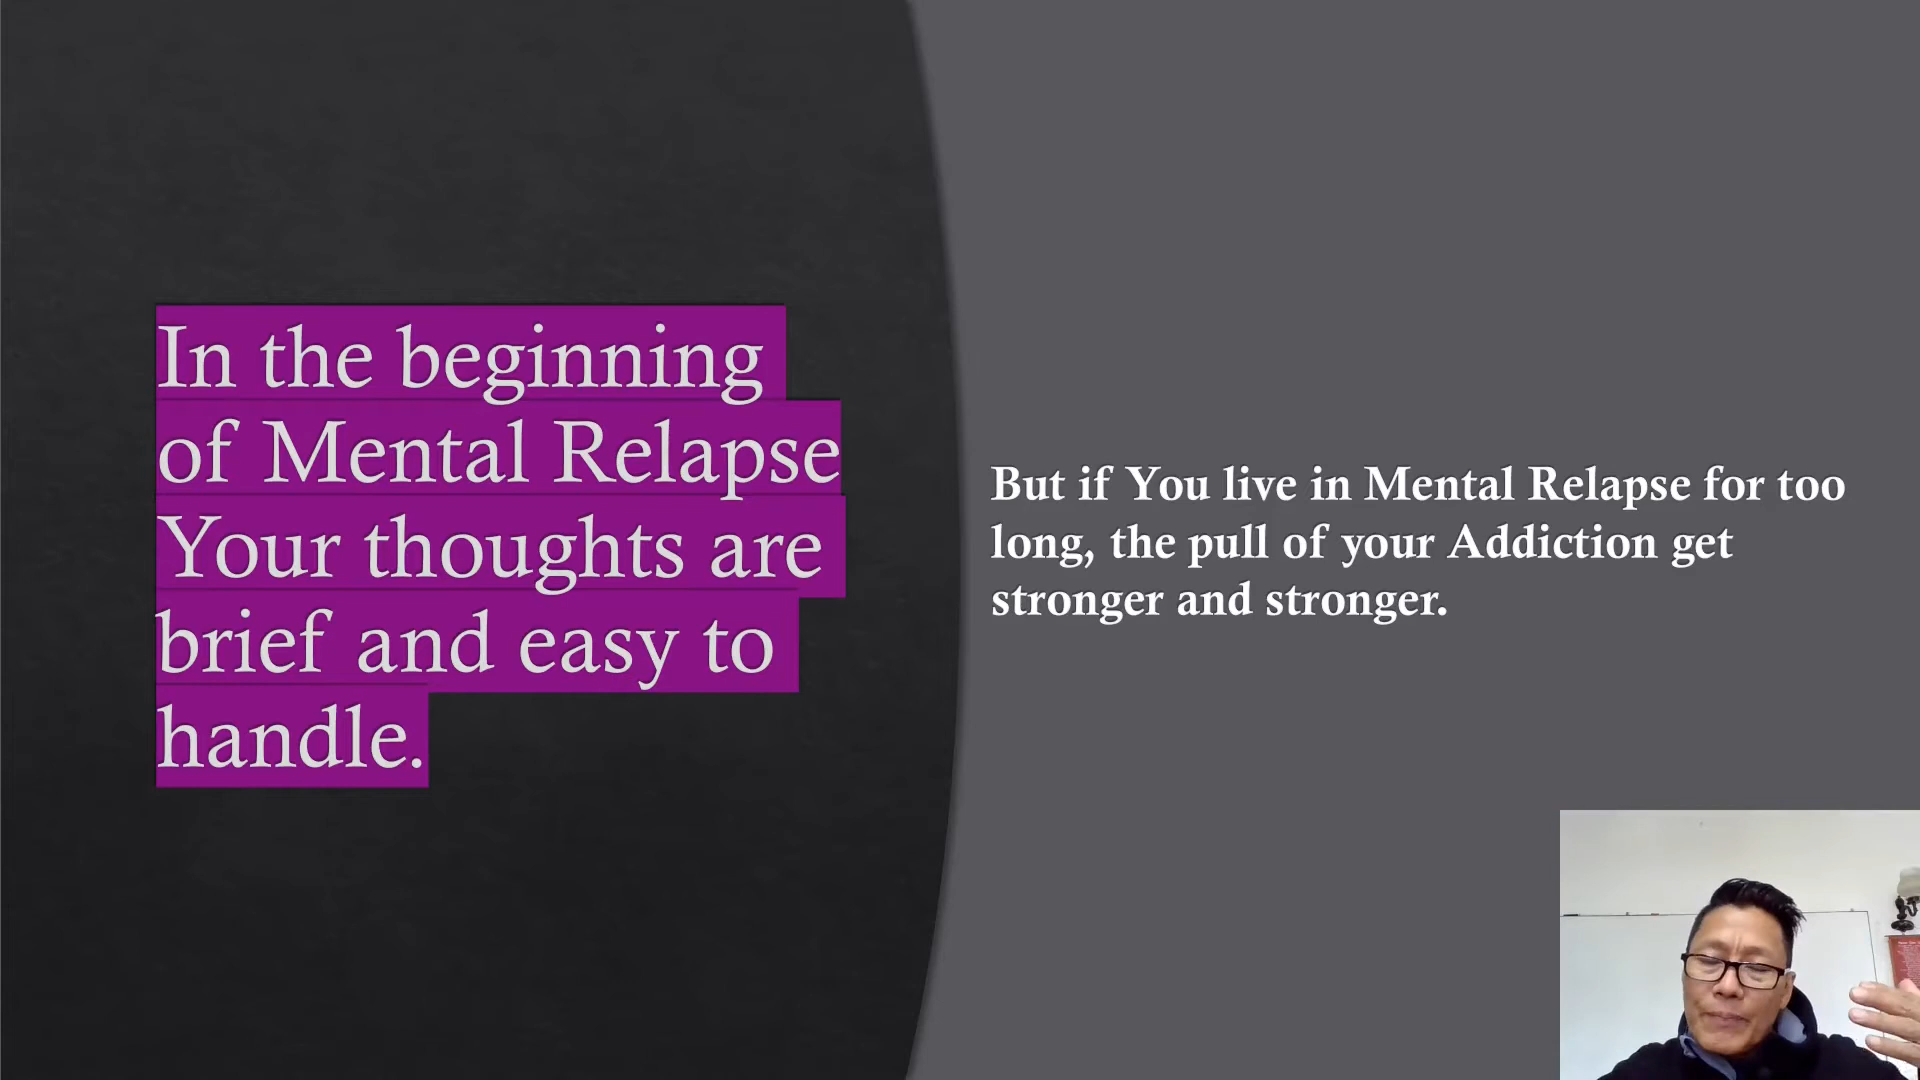 In the beginning
of Mental Relapse
Your thoughts are
brief and easy to
handle.
But if You live in Mental Relapse for too
long, the pull of your Addiction get
stronger and stronger.